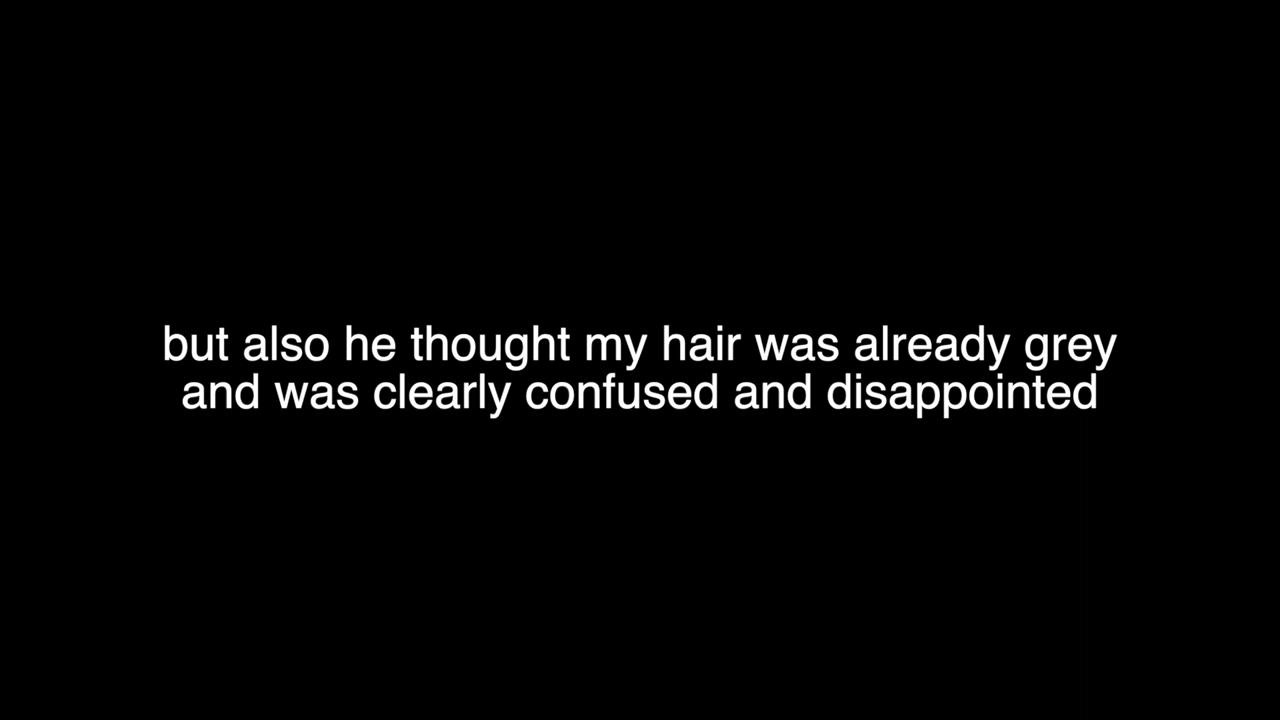 but also he thought my hair was already grey
and was clearly confused and disappointed